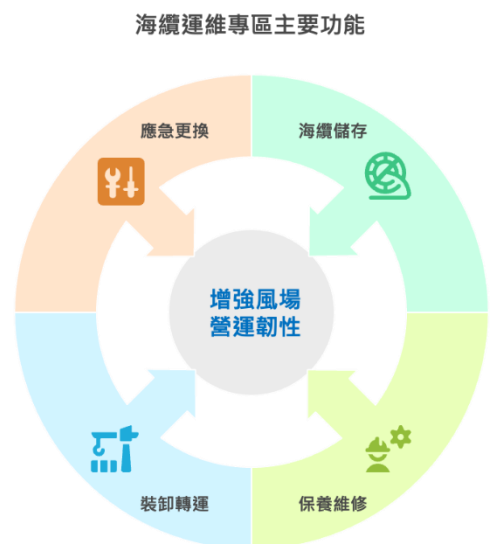 海纜運維專區主要功能
應急更換
海纜儲存
增強風場
營運韌性
裝卸轉運
保養維修